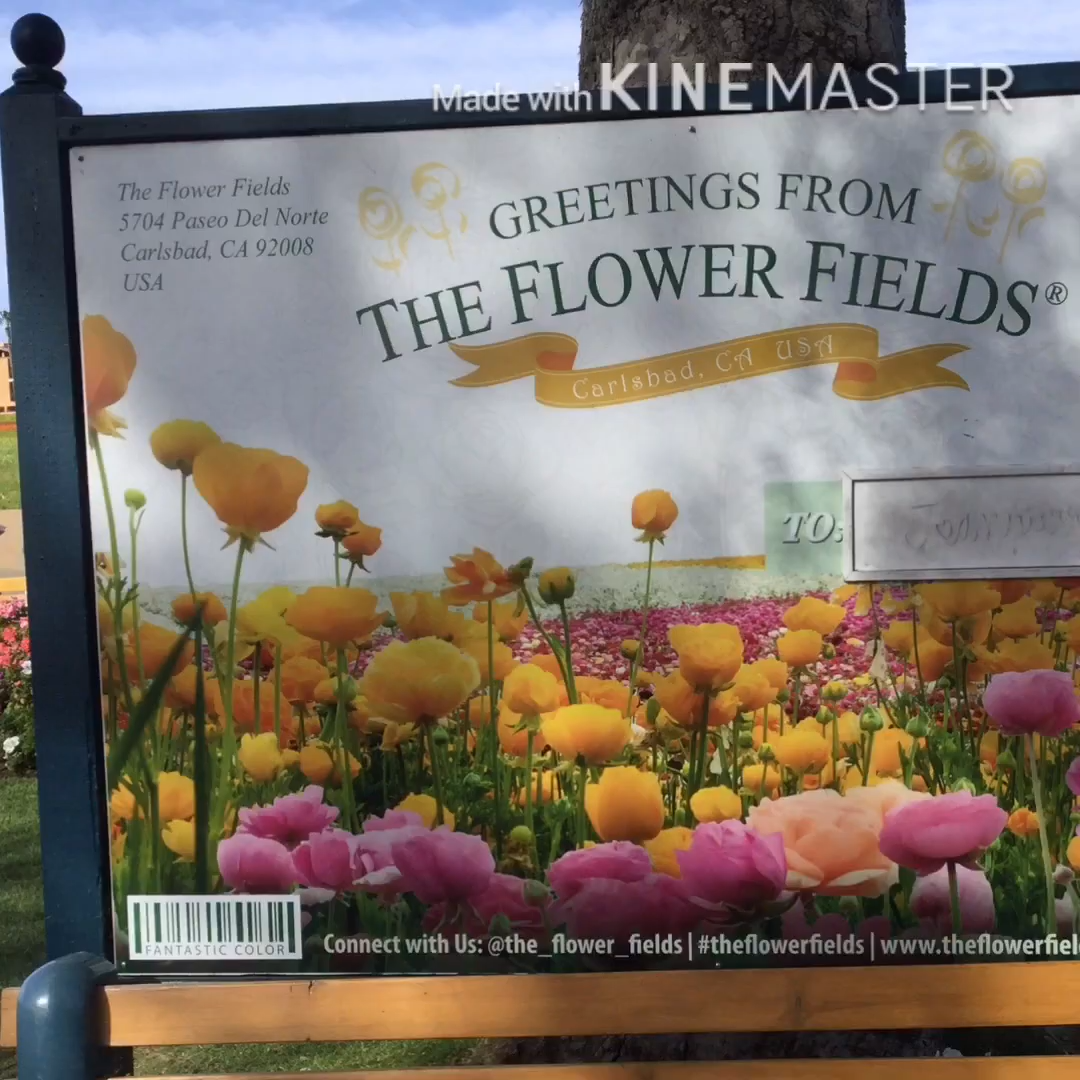 Made with KINEMASTER
The Flower Fields
5704 Paseo Del Norte
Carlsbad, CA 92008
USA
GREETINGS FROM
THE FLOWER FIELDS®
Carlsbad, CA USA
TO:
FANTASTIC COLOR
Connect with Us: @the_flower_fields | #theflowerfields | www.theflowerfiel